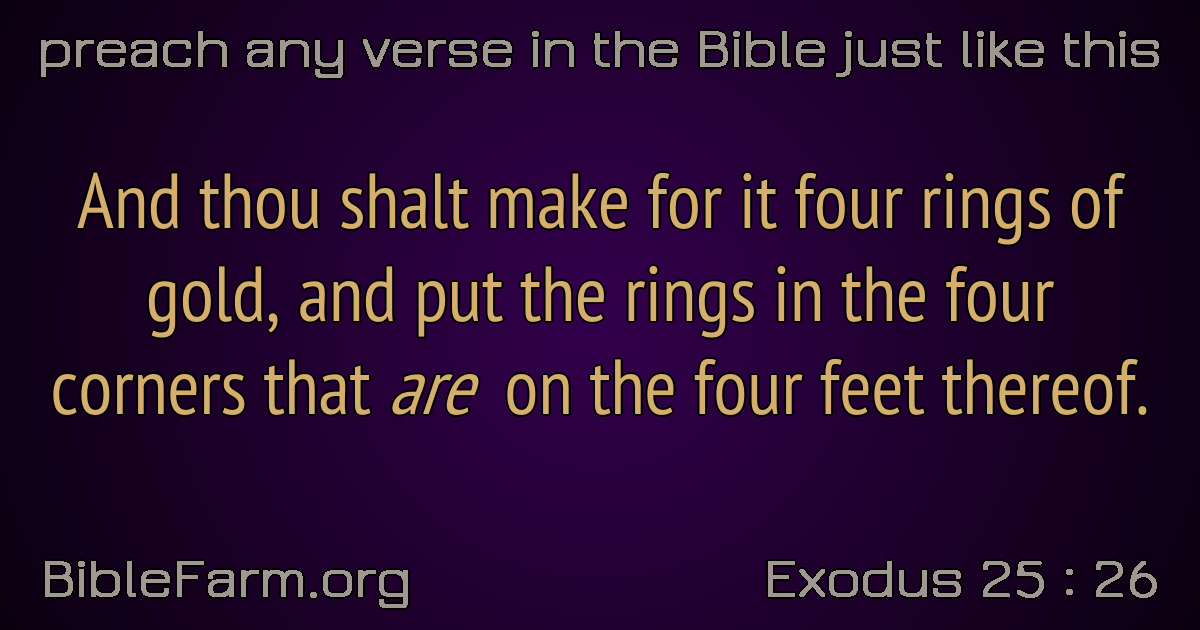 preach any verse in the Bible just like this
And thou shalt make for it four rings of
gold, and put the rings in the four
corners that are on the four feet thereof.
BibleFarm.org
Exodus 25 : 26